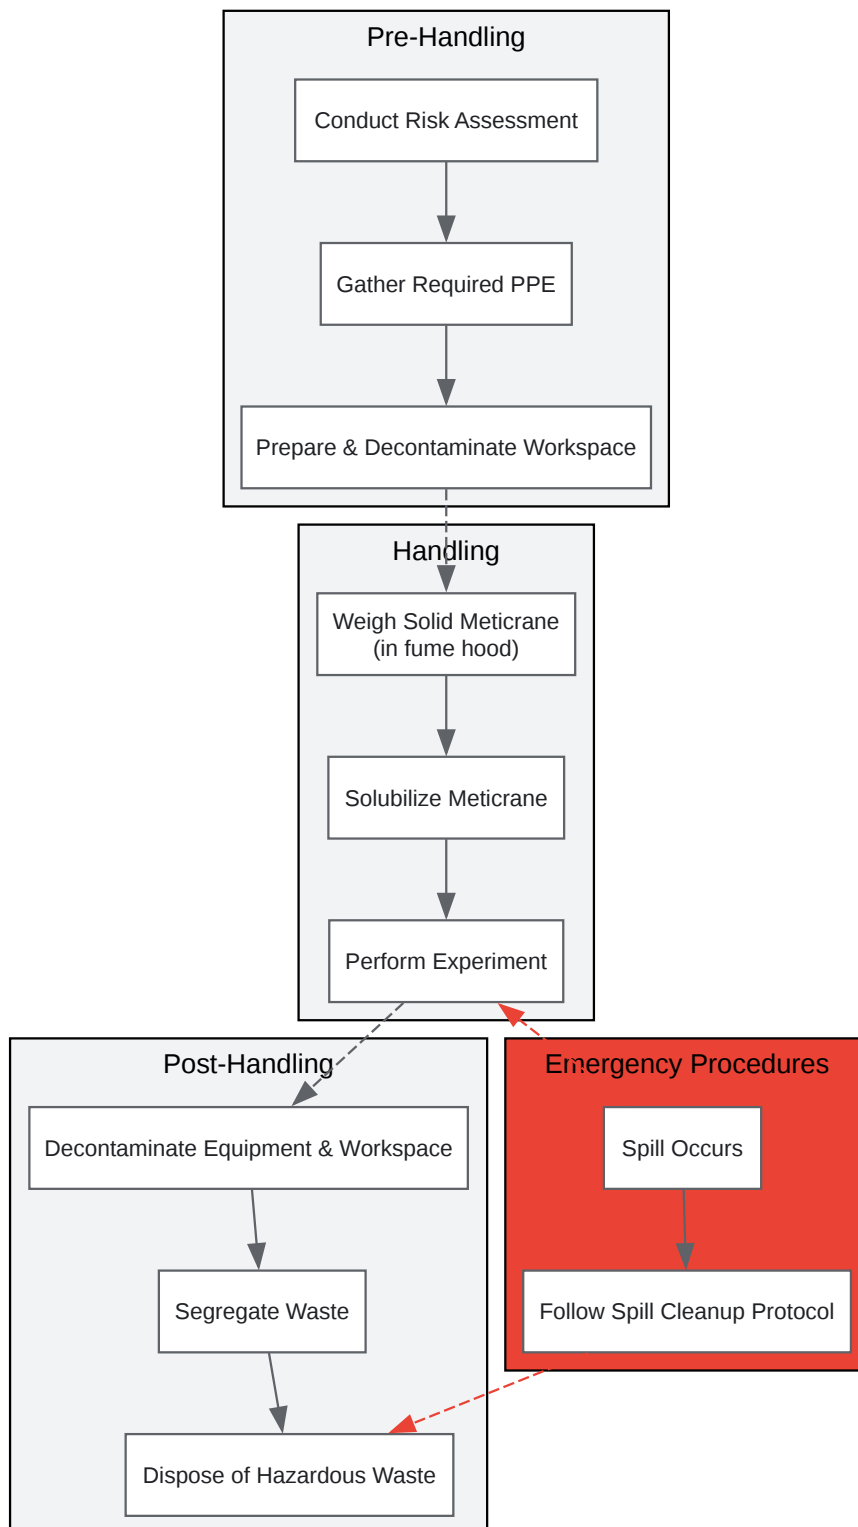 Pre-Handling
Conduct Risk Assessment
Gather Required PPE
Prepare & Decontaminate Workspace
Handling
Weigh Solid Meticrane
(in fume hood)
Solubilize Meticrane
Perform Experiment
Post-Handling
Decontaminate Equipment & Workspace
Segregate Waste
Dispose of Hazardous Waste
Emergency Procedures
Spill Occurs
Follow Spill Cleanup Protocol